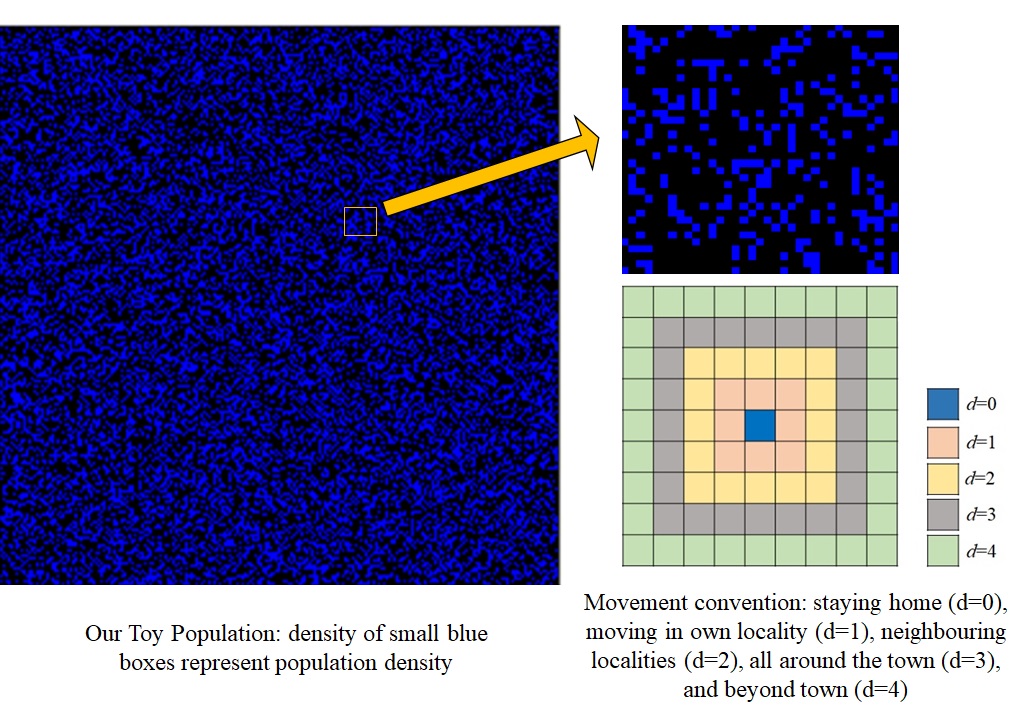 d=0
d=1
d=2
d=3
d=4
Our Toy Population: density of small blue
boxes represent population density
Movement convention: staying home (d=0),
moving in own locality (d=1), neighbouring
localities (d=2), all around the town (d=3),
and beyond town (d=4)